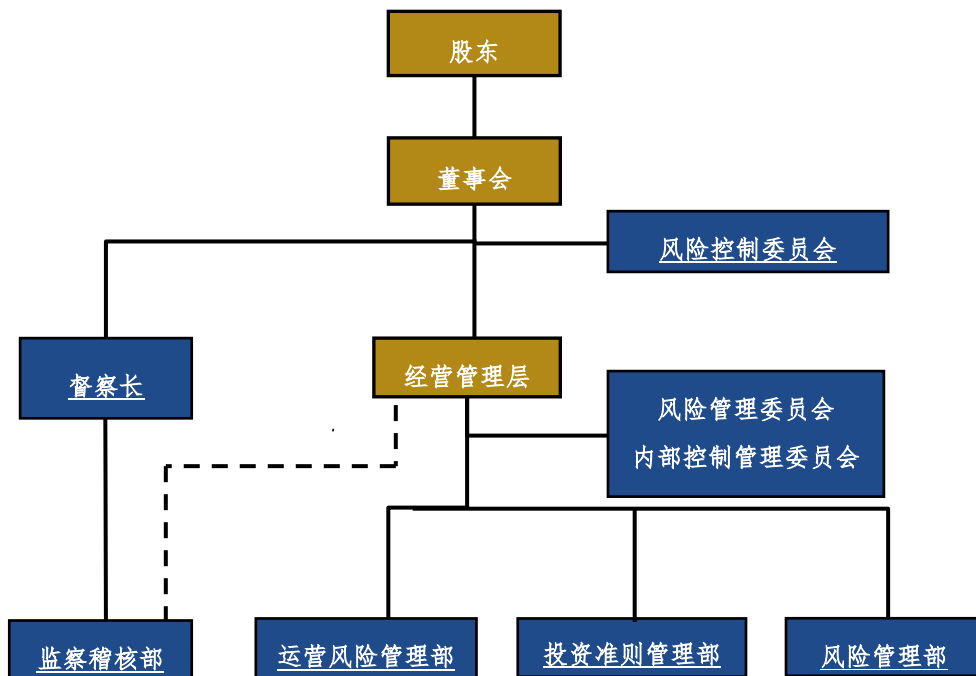 股东
董事会
风险控制委员会
督察长
经营管理层
风险管理委员会
内部控制管理委员会
监察稽核部
运营风险管理部
投资准则管理部
风险管理部